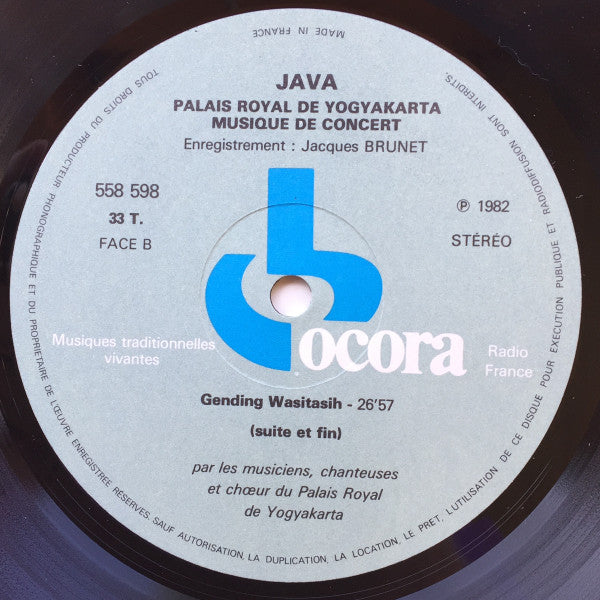 MADE IN FRANCE
JAVA
PALAIS ROYAL DE YOGYAKARTA
MUSIQUE DE CONCERT
Enregistrement : Jacques BRUNET
558 598
33 T.
FACE B
℗ 1982
STÉRÉO
ocora
Musiques traditionnelles
vivantes
Radio
France
Gending Wasitasih - 26'57
(suite et fin)
par les musiciens, chanteuses
et chœur du Palais Royal
de Yogyakarta
TOUS DROITS DU PRODUCTEUR PHONOGRAPHIQUE ET DU PROPRIETAIRE DE L'ŒUVRE ENREGISTREE RESERVES. SAUF AUTORISATION, LA DUPLICATION, LA LOCATION, LE PRET, L'UTILISATION DE CE DISQUE POUR EXECUTION PUBLIQUE ET RADIODIFFUSION SONT INTERDITS.